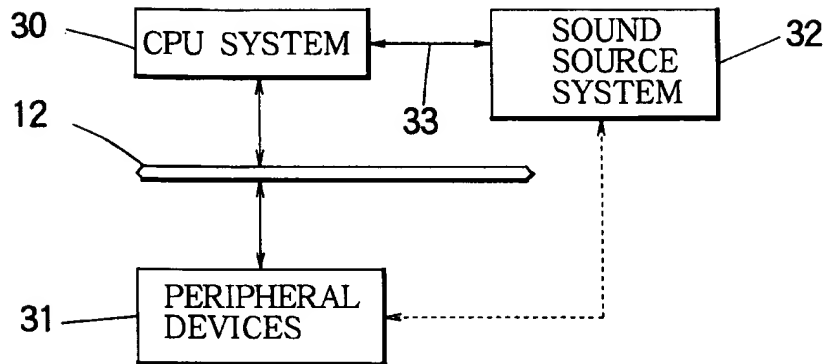 30
CPU SYSTEM
SOUND
SOURCE
SYSTEM
32
33
12
31
PERIPHERAL
DEVICES